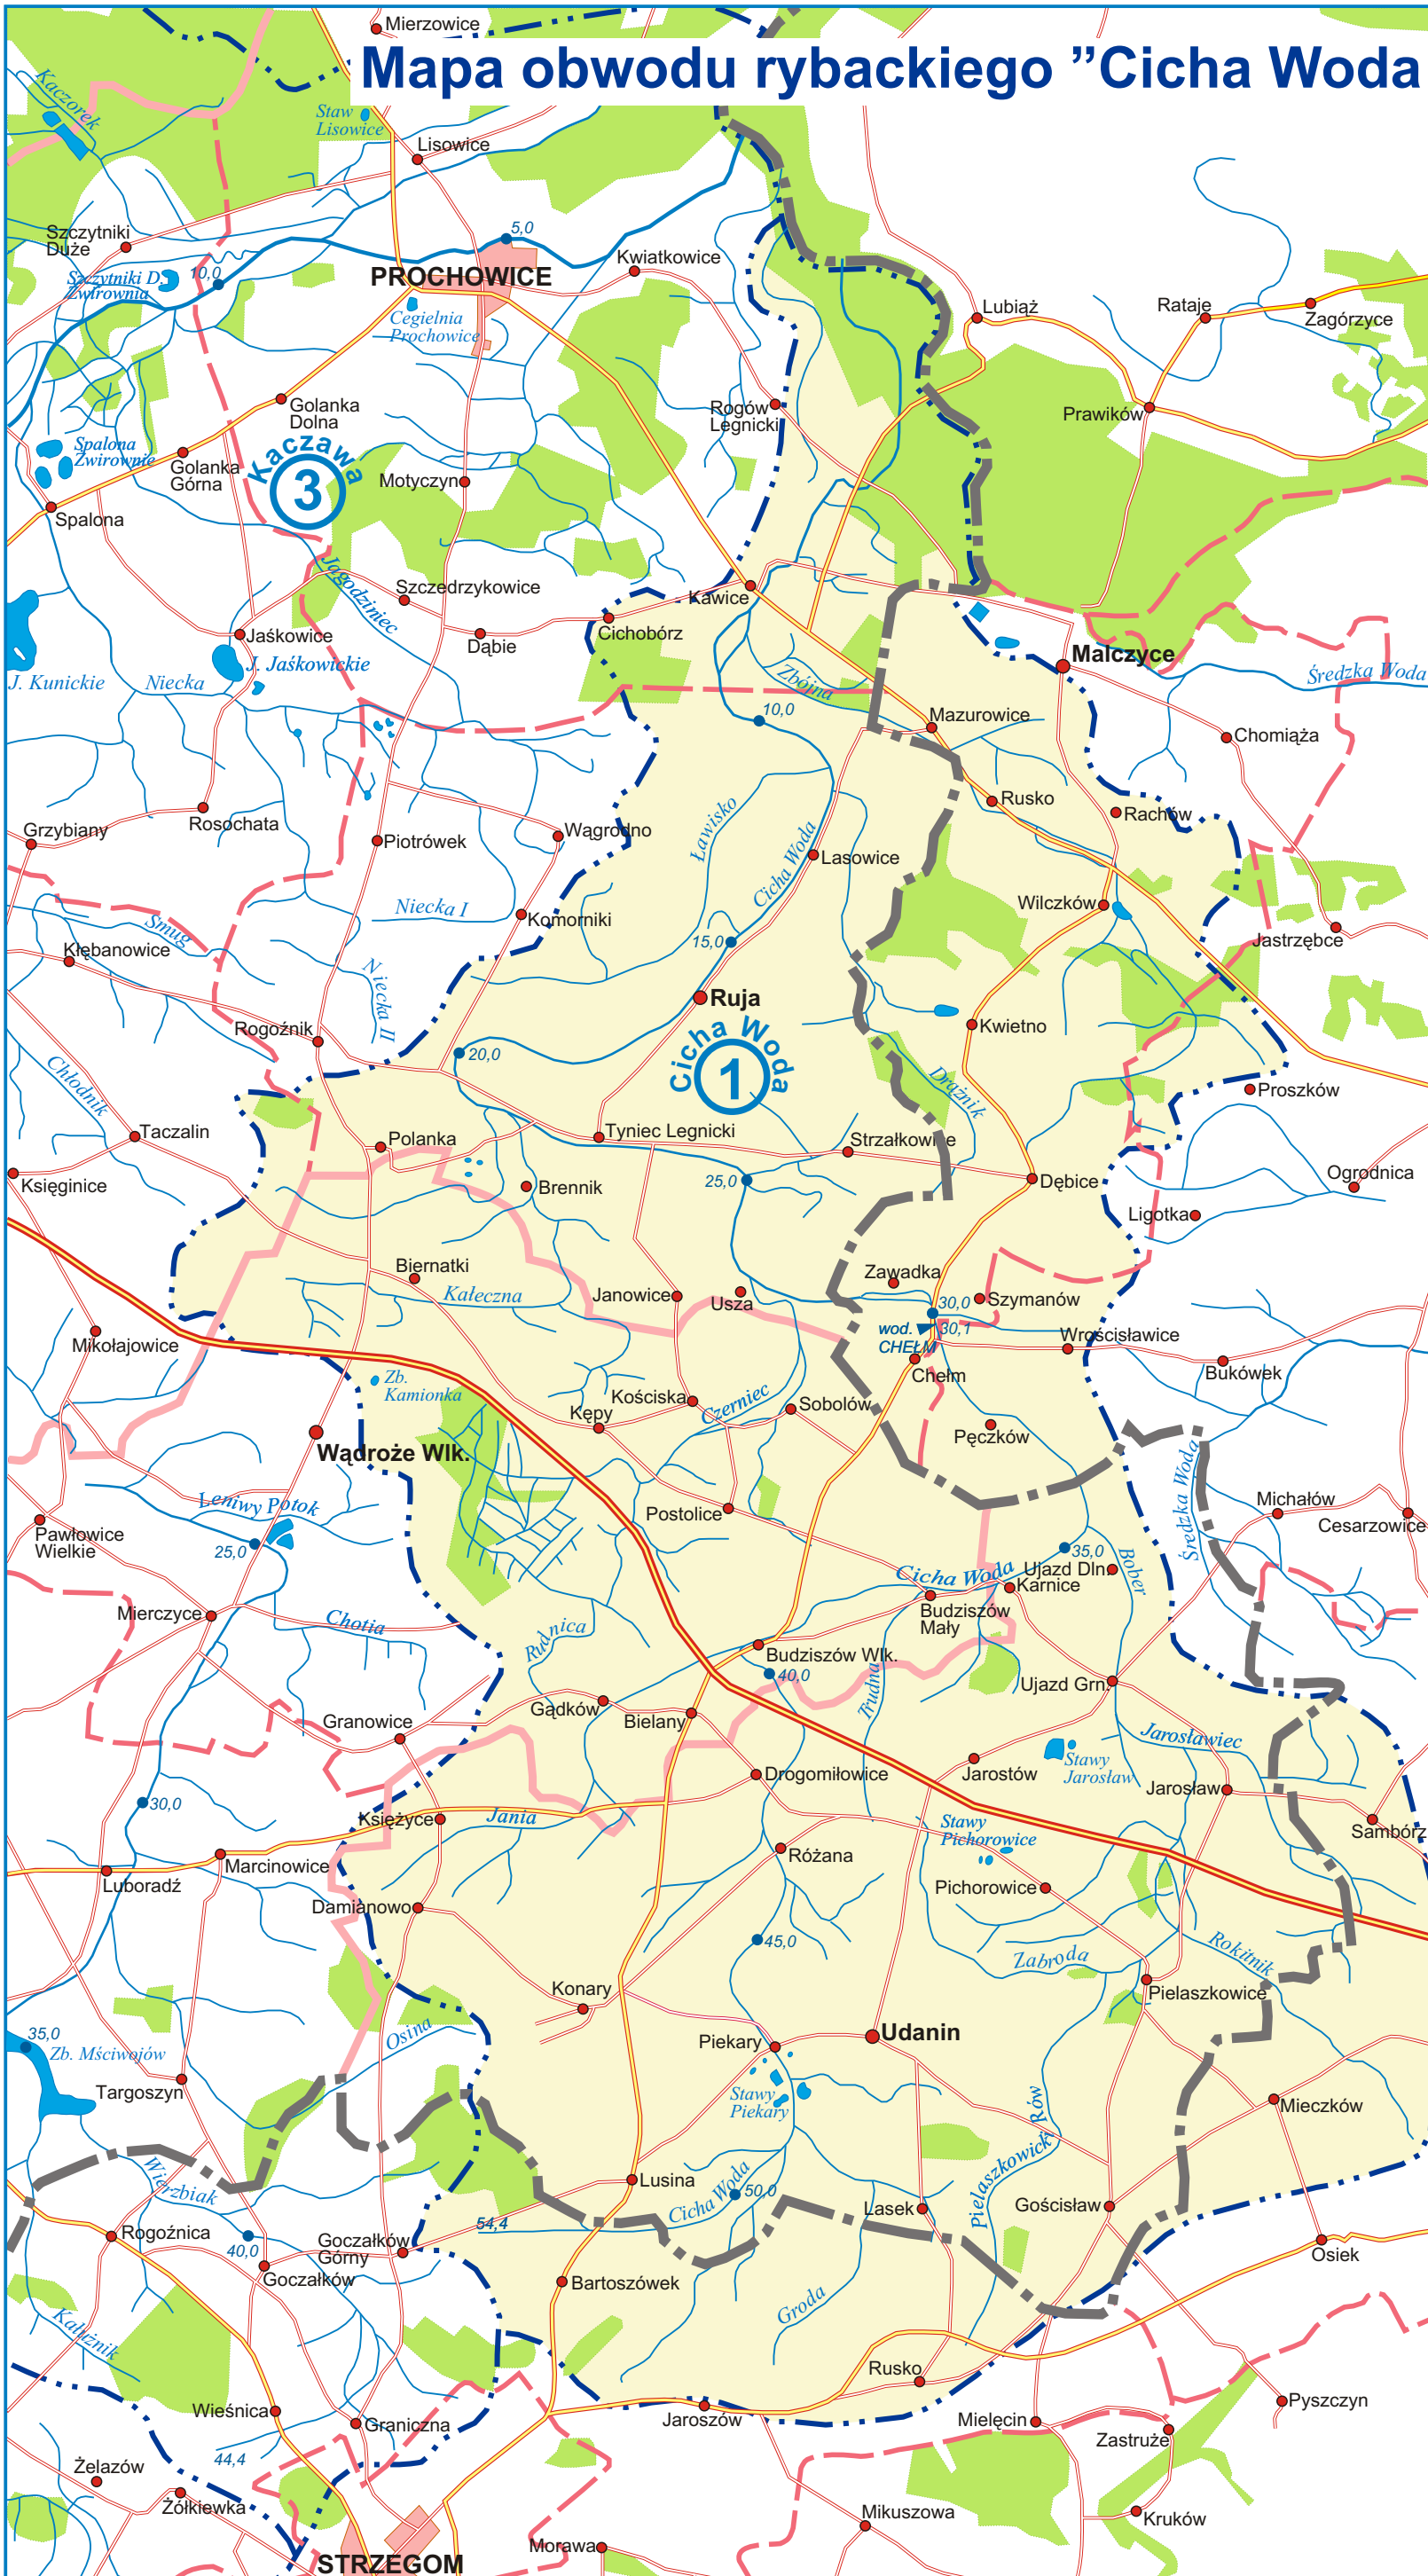 Mierzowice
Mapa obwodu rybackiego ”Cicha Woda
Kaczorek
Staw
Lisowice
Lisowice
Szczytniki
Duże
5,0
Kwiatkowice
Szczytniki D.
Żwirownia
10,0
PROCHOWICE
Cegielnia
Prochowice
Lubiąż
Rataje
Zagórzyce
Golanka
Dolna
Rogów
Legnicki
Prawików
Kaczawa
3
Spalona
Żwirownie
Golanka
Górna
Motyczyn
Spalona
Jagodziniec
Szczedrzykowice
Kawice
Jaśkowice
Dąbie
Cichobórz
Malczyce
J. Jaśkowickie
J. Kunickie
Niecka
Zbójna
Średzka Woda
10,0
Mazurowice
Chomiąża
Rusko
Rachów
Rosochata
Grzybiany
Piotrówek
Wągrodno
Ławisko
Cicha Woda
Lasowice
Niecka I
Komorniki
Wilczków
Smug
Kłębanowice
15,0
Jastrzębce
Niecka II
Ruja
Rogoźnik
Kwietno
Cicha Woda
1
20,0
Chłodnik
Drążnik
Proszków
Taczalin
Polanka
Tyniec Legnicki
Strzałkowice
Księginice
Brennik
25,0
Dębice
Ogrodnica
Ligotka
Biernatki
Kałeczna
Janowice
Usza
Zawadka
30,0
Szymanów
wod.
CHEŁM
30,1
Mikołajowice
Wrościsławice
Bukówek
Chełm
Zb.
Kamionka
Kościska
Czerniec
Sobolów
Kępy
Pęczków
Wądroże Wlk.
Średzka Woda
Leniwy Potok
Postolice
Michałów
Cesarzowice
Pawłowice
Wielkie
25,0
35,0
Cicha Woda
Ujazd Dln.
Bober
Karnice
Mierczyce
Chotia
Rudnica
Budziszów
Mały
Budziszów Wlk.
40,0
Trudna
Ujazd Grn.
Gądków
Bielany
Granowice
Jarosławiec
Stawy
Jarosław
Drogomiłowice
Jarostów
Jarosław
30,0
Księżyce
Jania
Stawy
Pichorowice
Sambórz
Marcinowice
Różana
Luboradź
Pichorowice
Damianowo
45,0
Rokitnik
Zabroda
Pielaszkowice
Konary
Osina
Udanin
35,0
Zb. Mściwojów
Piekary
Targoszyn
Stawy
Piekary
Mieczków
Pielaszkowicki Rów
Wierzbiak
Lusina
Cicha Woda
50,0
Lasek
Gościsław
Rogoźnica
54,4
40,0
Goczałków
Górny
Osiek
Goczałków
Bartoszówek
Groda
Kałużnik
Rusko
Wieśnica
Graniczna
Jaroszów
Mielęcin
Pyszczyn
Zastruże
44,4
Żelazów
Żółkiewka
Mikuszowa
Kruków
Morawa
STRZEGOM